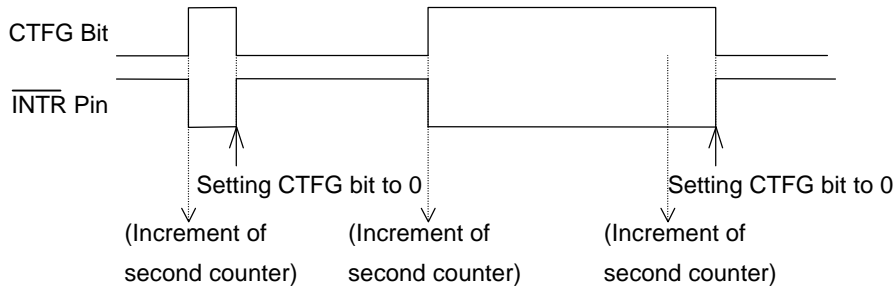 CTFG Bit
INTR Pin
Setting CTFG bit to 0
Setting CTFG bit to 0
(Increment of
second counter)
(Increment of
second counter)
(Increment of
second counter)